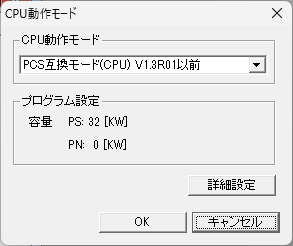 CPU動作モード
CPU動作モード
PCS互換モード(CPU) V1.3R01以前
プログラム設定
容量 PS: 32 [KW]
PN: 0 [KW]
詳細設定
OK キャンセル